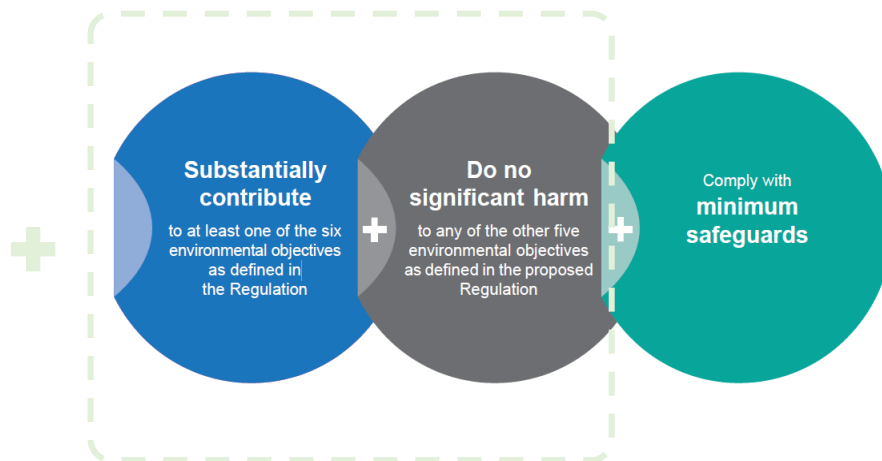 Substantially
contribute
to at least one of the six
environmental objectives
as defined in
the Regulation
+
Do no
significant harm
to any of the other five
environmental objectives
as defined in the proposed
Regulation
+
Comply with
minimum
safeguards
+